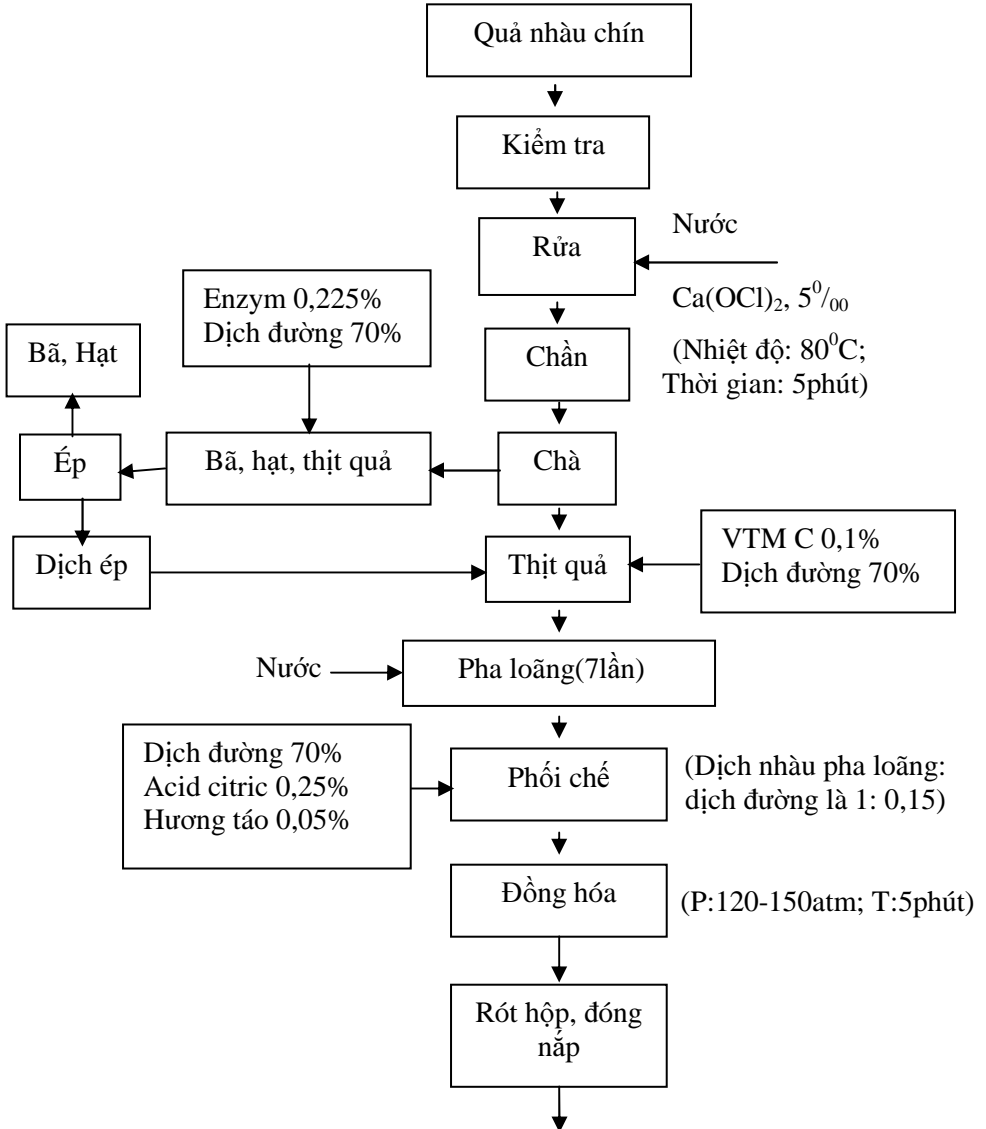 Quả nhàu chín
Kiểm tra
Rửa
Nước
Ca(OCl)₂, 5⁰/₀₀
Enzym 0,225%
Dịch đường 70%
Bã, Hạt
Chần
(Nhiệt độ: 80⁰C;
Thời gian: 5phút)
Ép
Bã, hạt, thịt quả
Chà
Dịch ép
Thịt quả
VTM C 0,1%
Dịch đường 70%
Nước
Pha loãng(7lần)
Dịch đường 70%
Acid citric 0,25%
Hương táo 0,05%
Phối chế
(Dịch nhàu pha loãng:
dịch đường là 1: 0,15)
Đồng hóa
(P:120-150atm; T:5phút)
Rót hộp, đóng
nắp